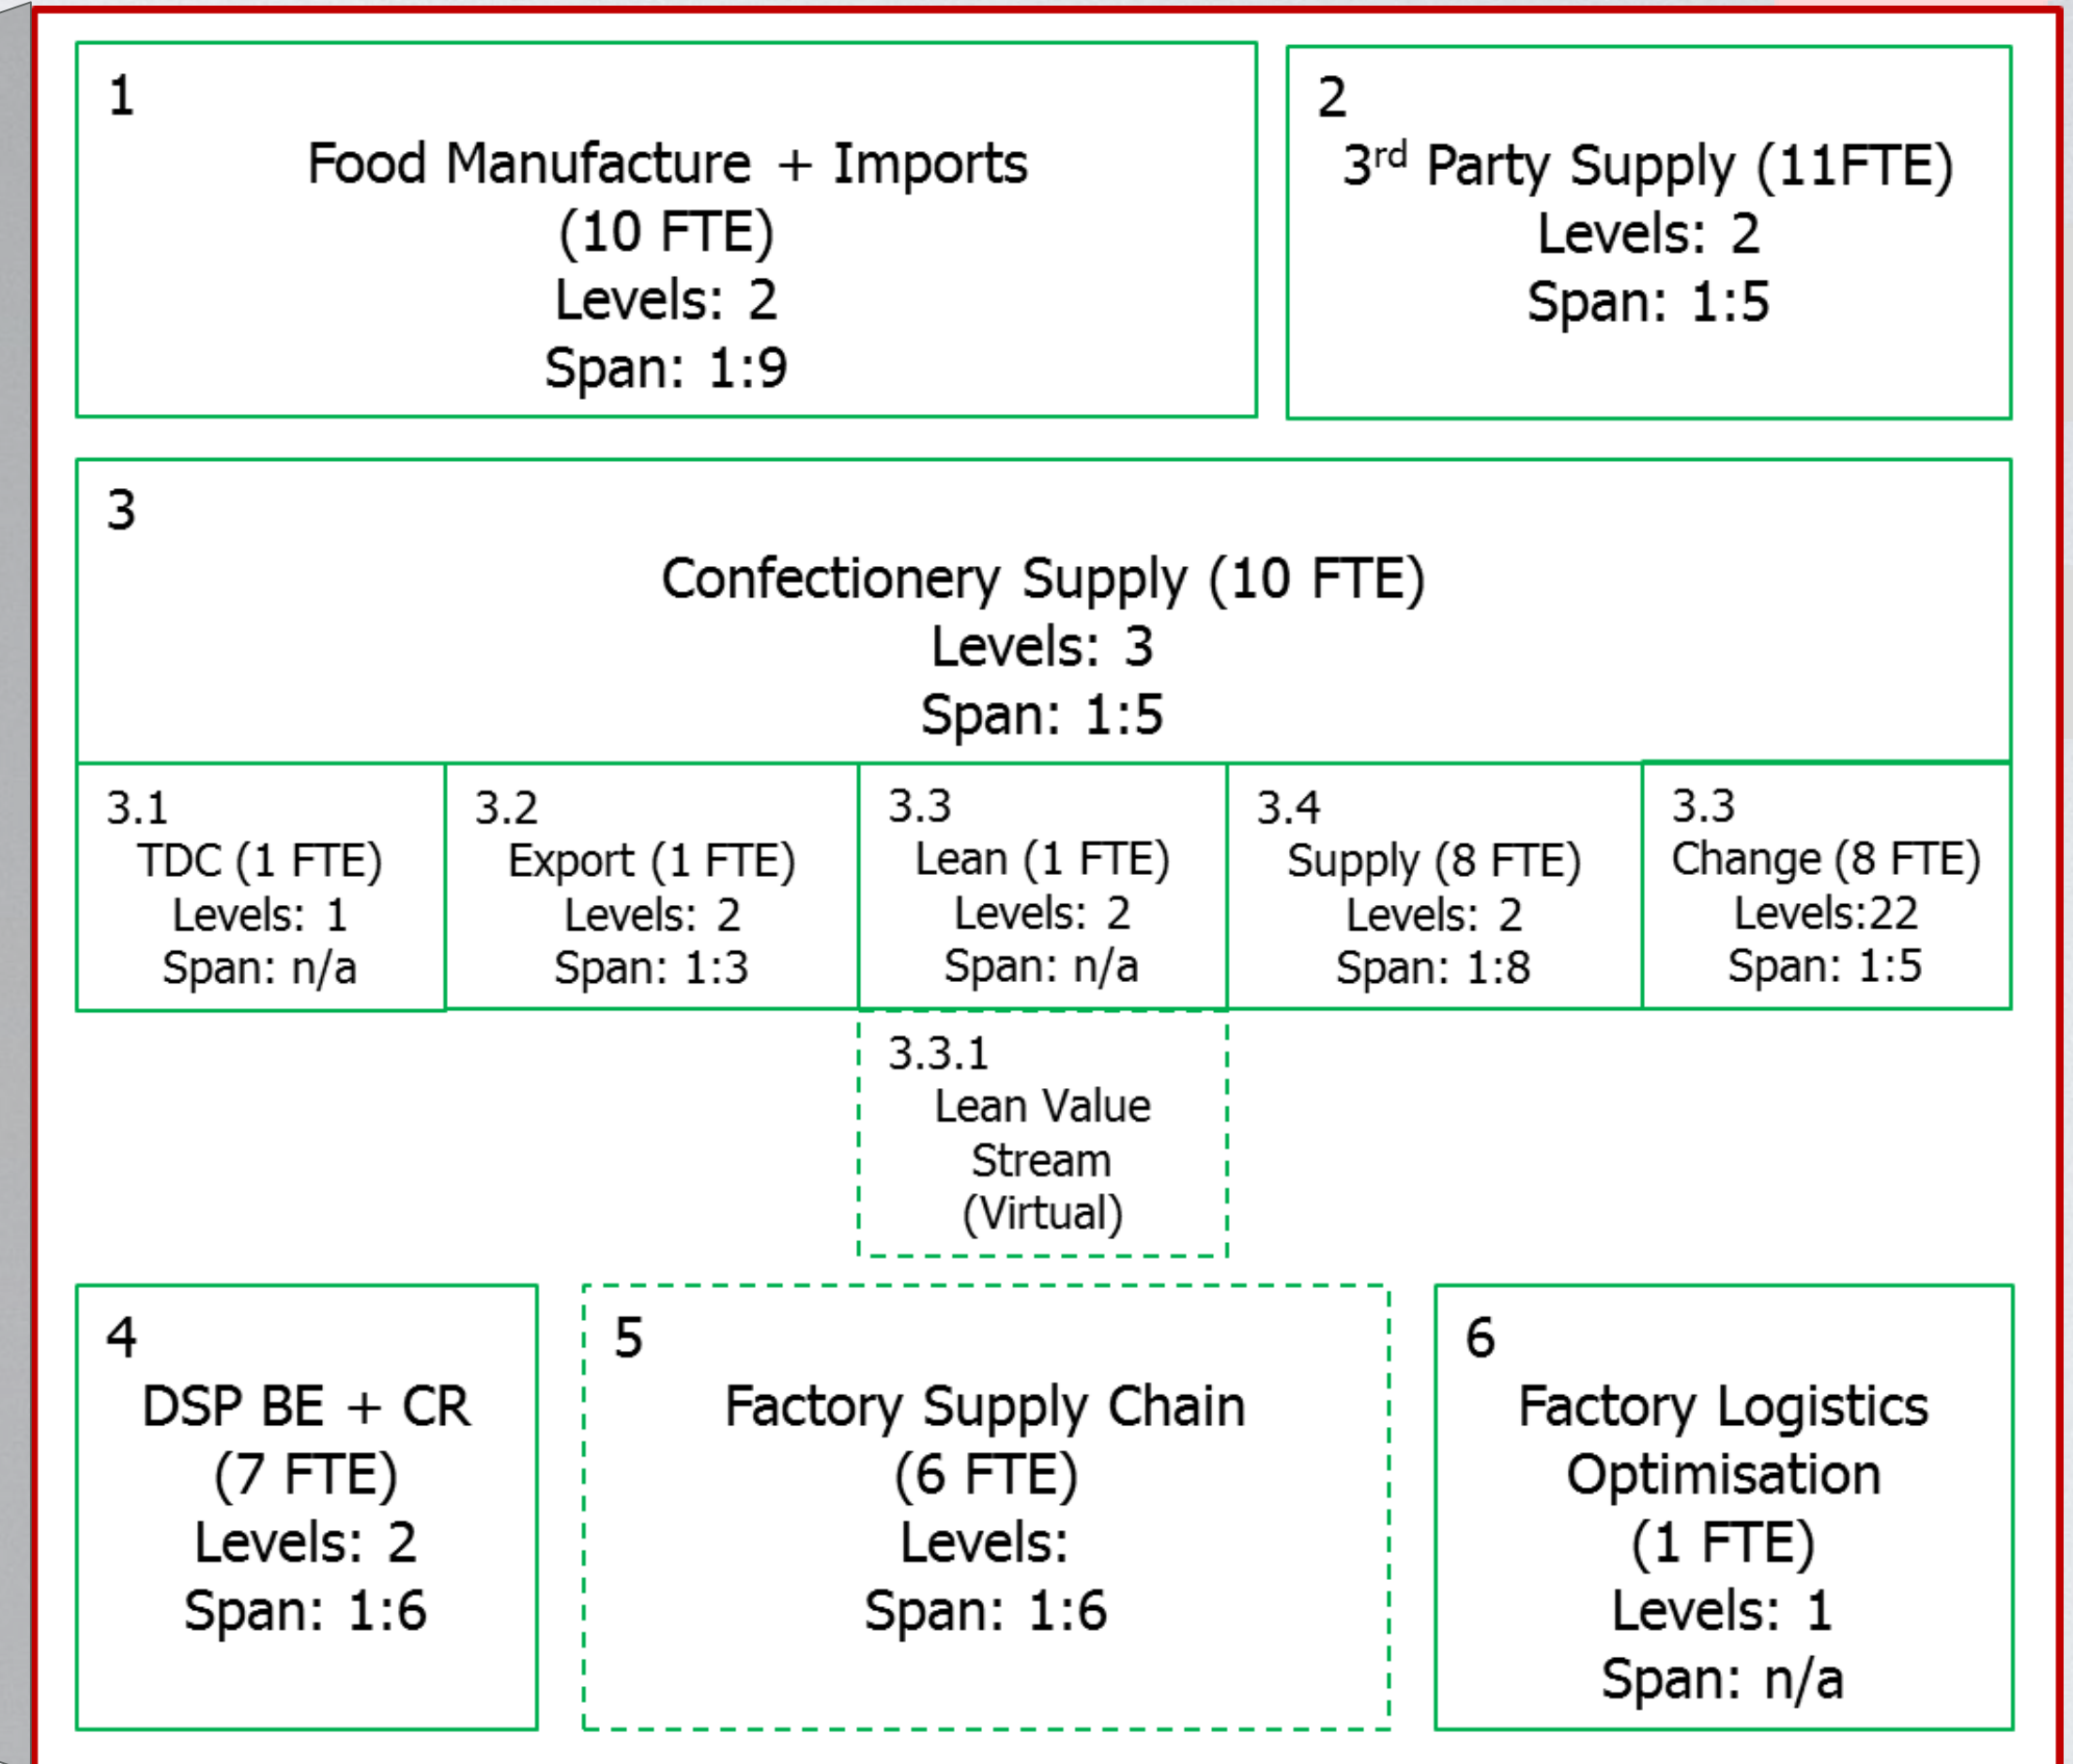 1
Food Manufacture + Imports
(10 FTE)
Levels: 2
Span: 1:9
2
3rd Party Supply (11FTE)
Levels: 2
Span: 1:5
3
Confectionery Supply (10 FTE)
Levels: 3
Span: 1:5
3.1
TDC (1 FTE)
Levels: 1
Span: n/a
3.2
Export (1 FTE)
Levels: 2
Span: 1:3
3.3
Lean (1 FTE)
Levels: 2
Span: n/a
3.4
Supply (8 FTE)
Levels: 2
Span: 1:8
3.3
Change (8 FTE)
Levels:22
Span: 1:5
3.3.1
Lean Value
Stream
(Virtual)
4
DSP BE + CR
(7 FTE)
Levels: 2
Span: 1:6
5
Factory Supply Chain
(6 FTE)
Levels:
Span: 1:6
6
Factory Logistics
Optimisation
(1 FTE)
Levels: 1
Span: n/a